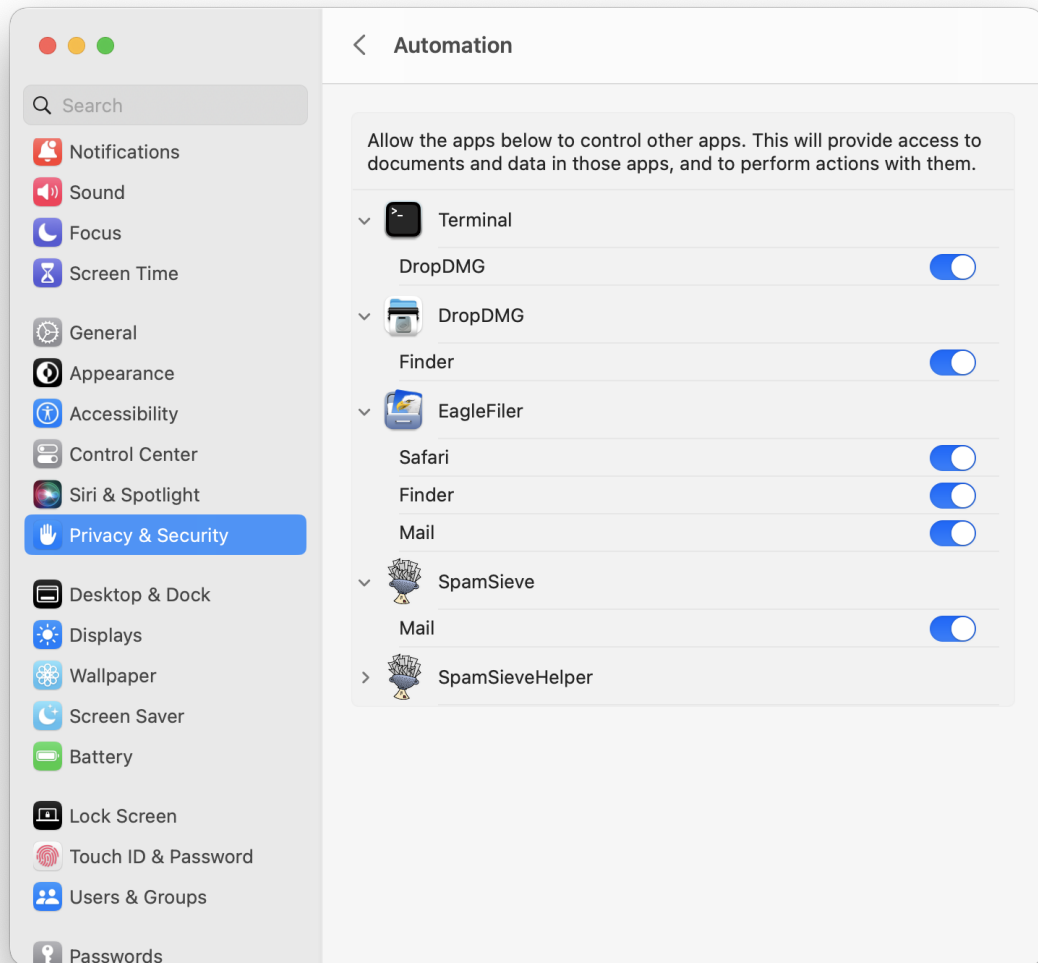 Search
Notifications
Sound
Focus
Screen Time
General
Appearance
Accessibility
Control Center
Siri & Spotlight
Privacy & Security
Desktop & Dock
Displays
Wallpaper
Screen Saver
Battery
Lock Screen
Touch ID & Password
Users & Groups
Passwords
Automation
Allow the apps below to control other apps. This will provide access to
documents and data in those apps, and to perform actions with them.
Terminal
DropDMG
DropDMG
Finder
EagleFiler
Safari
Finder
Mail
SpamSieve
Mail
SpamSieveHelper